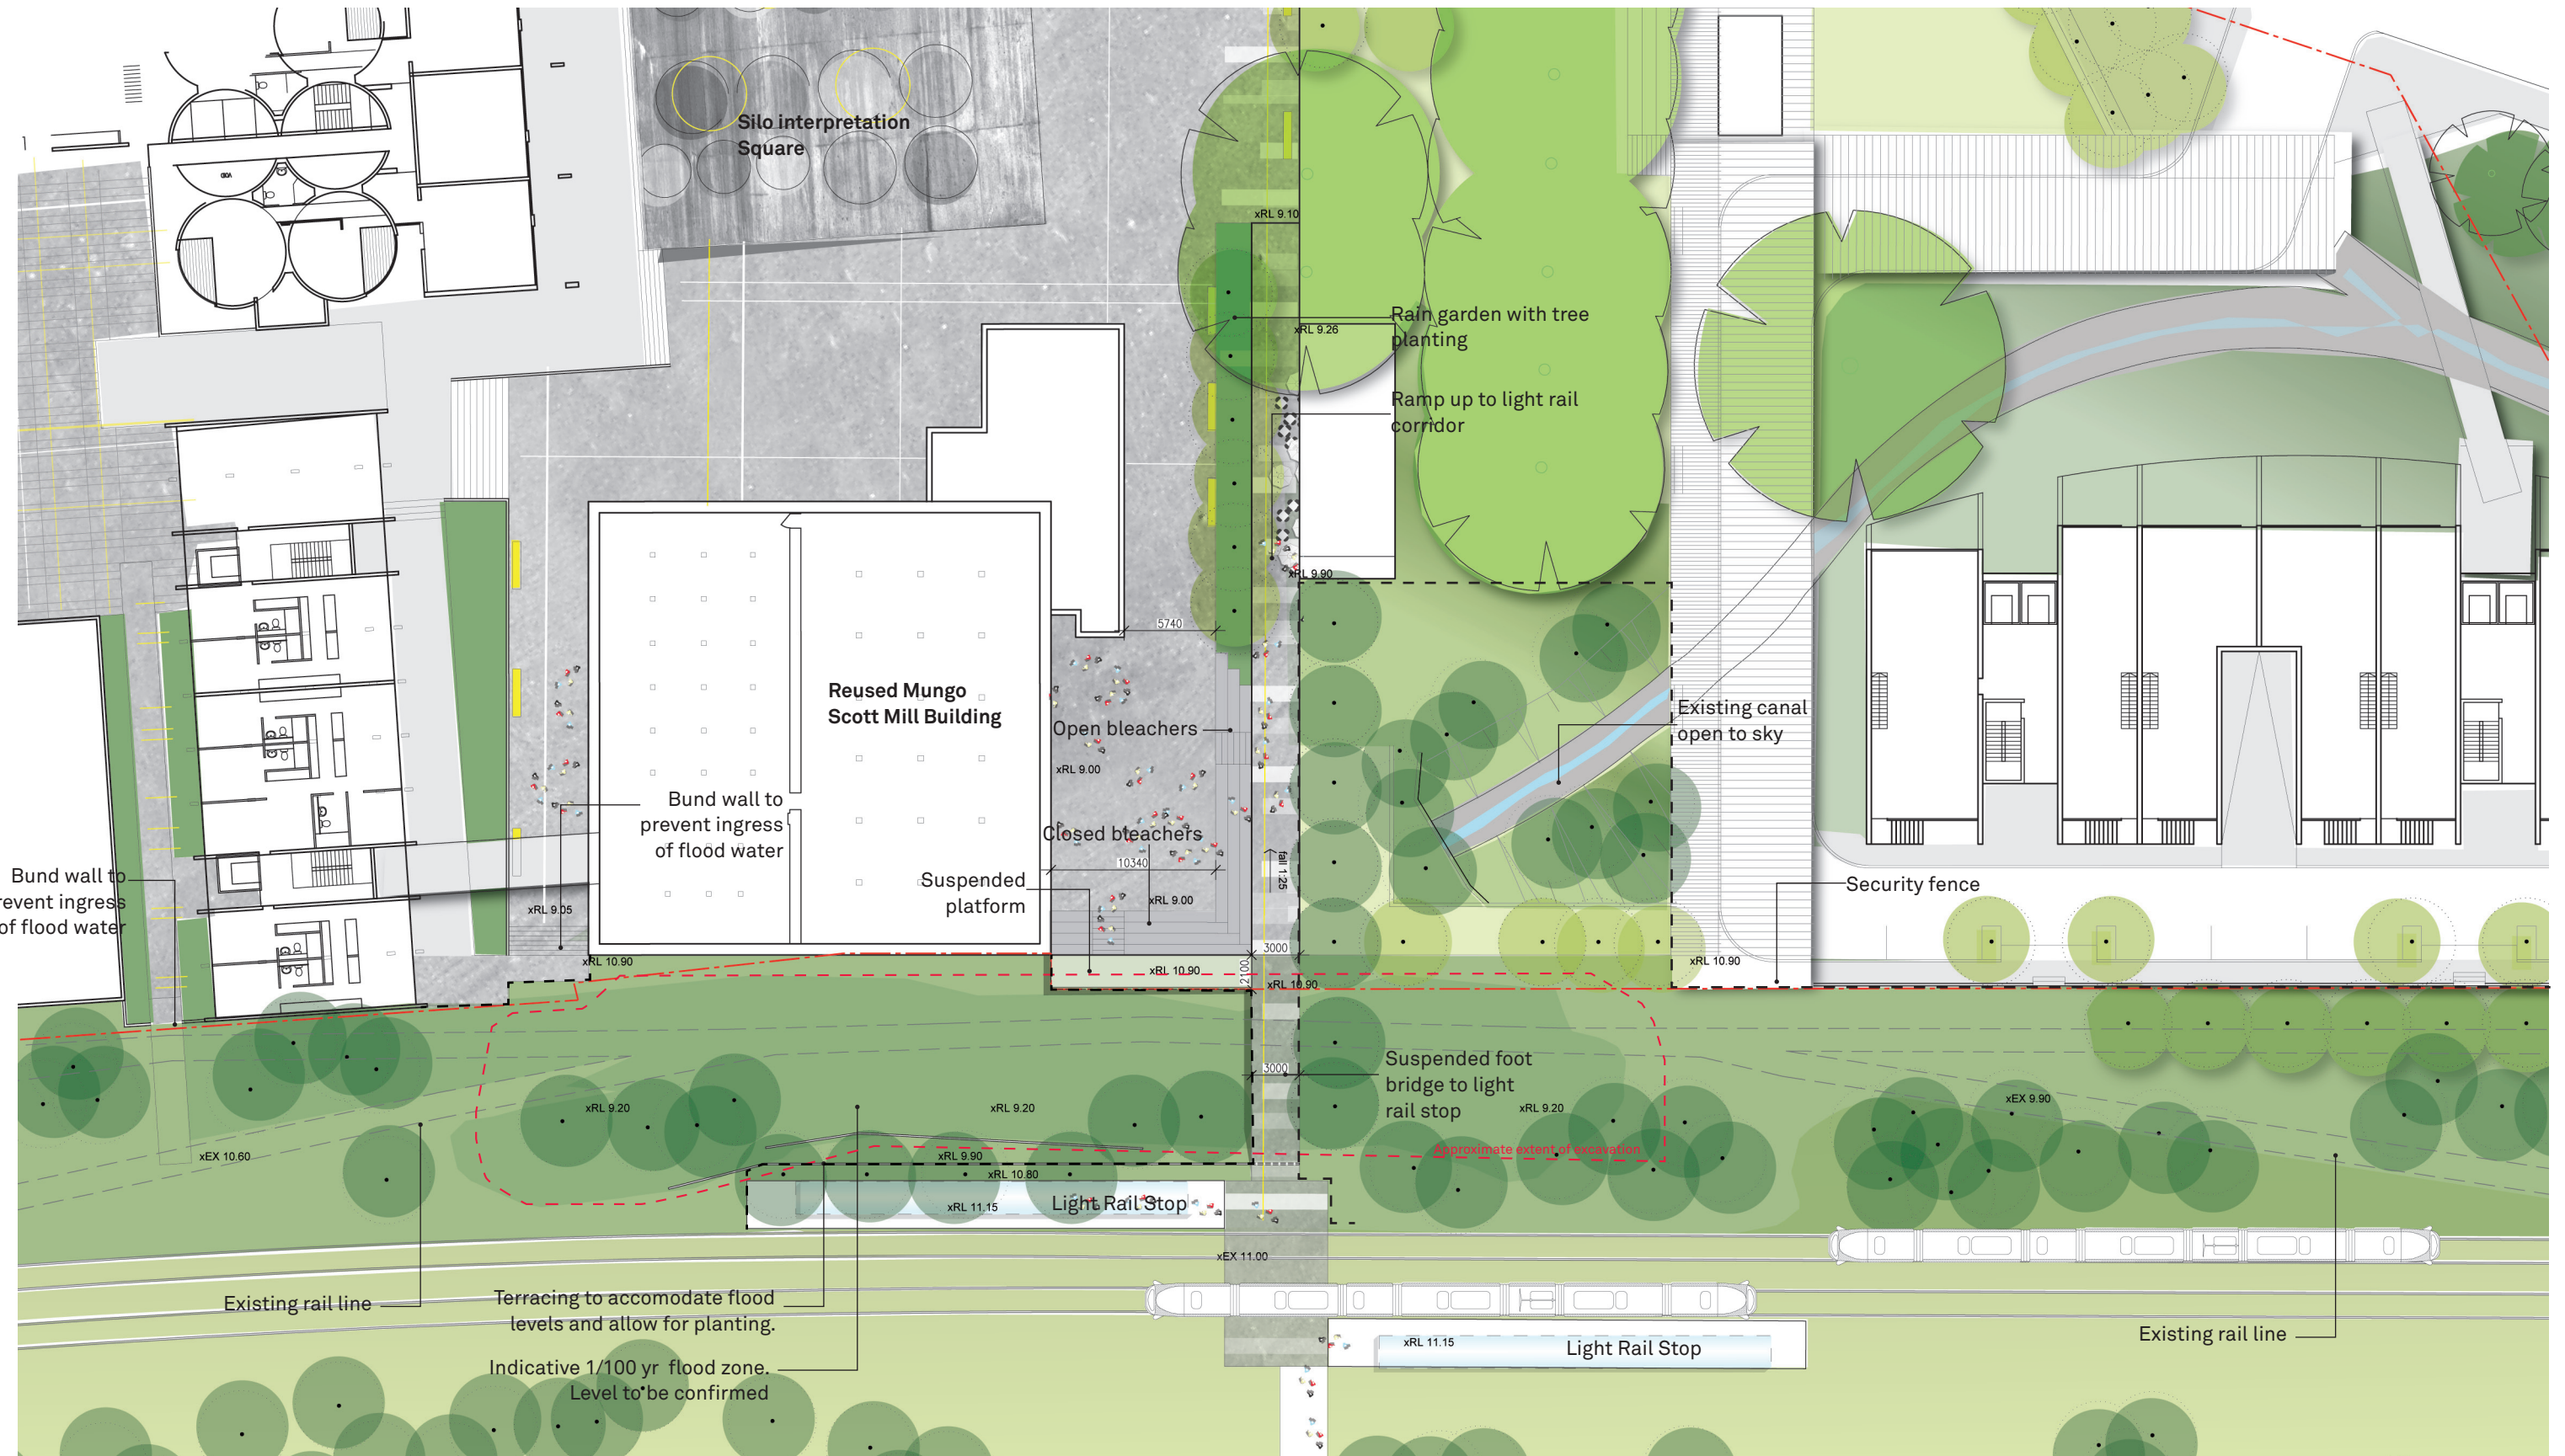 Silo interpretation
Square
VOID
xRL 9.10
Rain garden with tree
planting
xRL 9.26
Ramp up to light rail
corridor
xRL 9.90
5740
Reused Mungo
Scott Mill Building
Open bleachers
Existing canal
open to sky
xRL 9.00
Bund wall to
prevent ingress
of flood water
Closed bleachers
fall 1:25
10340
Suspended
platform
xRL 9.00
Security fence
Bund wall to
revent ingress
of flood water
xRL 9.05
3000
xRL 10.90
xRL 10.90
2100
xRL 10.90
xRL 10.90
Suspended foot
bridge to light
rail stop
3000
xRL 9.20
xRL 9.20
xRL 9.20
xEX 9.90
xEX 10.60
xRL 9.90
Approximate extent of excavation
xRL 10.80
xRL 11.15
Light Rail Stop
xEX 11.00
Existing rail line
Terracing to accomodate flood
levels and allow for planting.
xRL 11.15
Light Rail Stop
Existing rail line
Indicative 1/100 yr flood zone.
Level to be confirmed